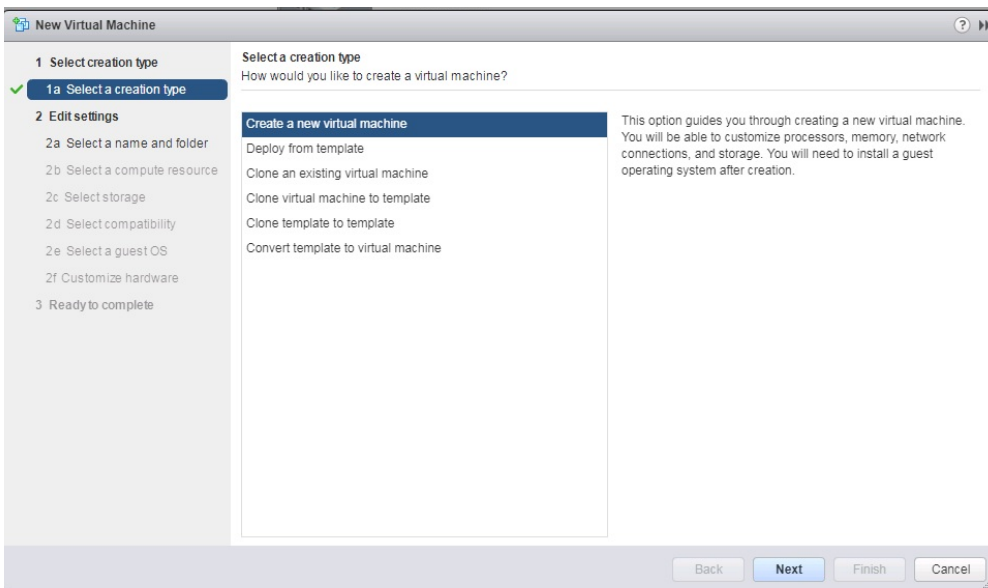 New Virtual Machine
1 Select creation type
1a Select a creation type
2 Edit settings
2a Select a name and folder
2b Select a compute resource
2c Select storage
2d Select compatibility
2e Select a guest OS
2f Customize hardware
3 Ready to complete
Select a creation type
How would you like to create a virtual machine?
Create a new virtual machine
Deploy from template
Clone an existing virtual machine
Clone virtual machine to template
Clone template to template
Convert template to virtual machine
This option guides you through creating a new virtual machine.
You will be able to customize processors, memory, network
connections, and storage. You will need to install a guest
operating system after creation.
Back Next Finish Cancel